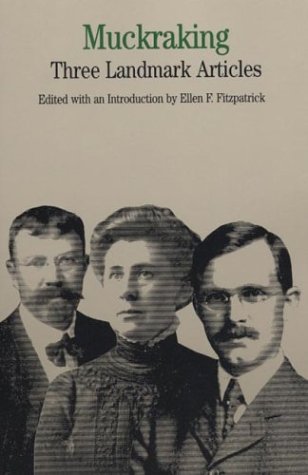 Muckraking
Three Landmark Articles
Edited with an Introduction by Ellen F. Fitzpatrick